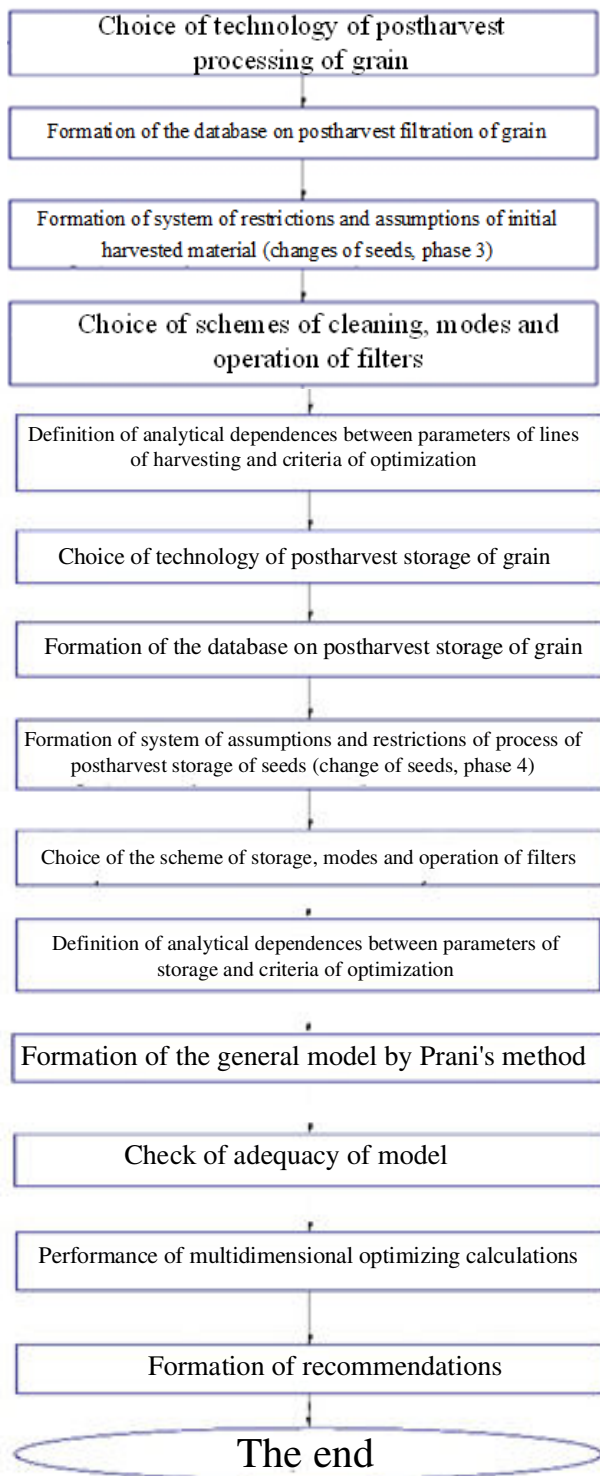 Choice of technology of postharvest
processing of grain
Formation of the database on postharvest filtration of grain
Formation of system of restrictions and assumptions of initial
harvested material (changes of seeds, phase 3)
Choice of schemes of cleaning, modes and
operation of filters
Definition of analytical dependences between parameters of lines
of harvesting and criteria of optimization
Choice of technology of postharvest storage of grain
Formation of the database on postharvest storage of grain
Formation of system of assumptions and restrictions of process of
postharvest storage of seeds (change of seeds, phase 4)
Choice of the scheme of storage, modes and operation of filters
Definition of analytical dependences between parameters of
storage and criteria of optimization
Formation of the general model by Prani's method
Check of adequacy of model
Performance of multidimensional optimizing calculations
Formation of recommendations
The end